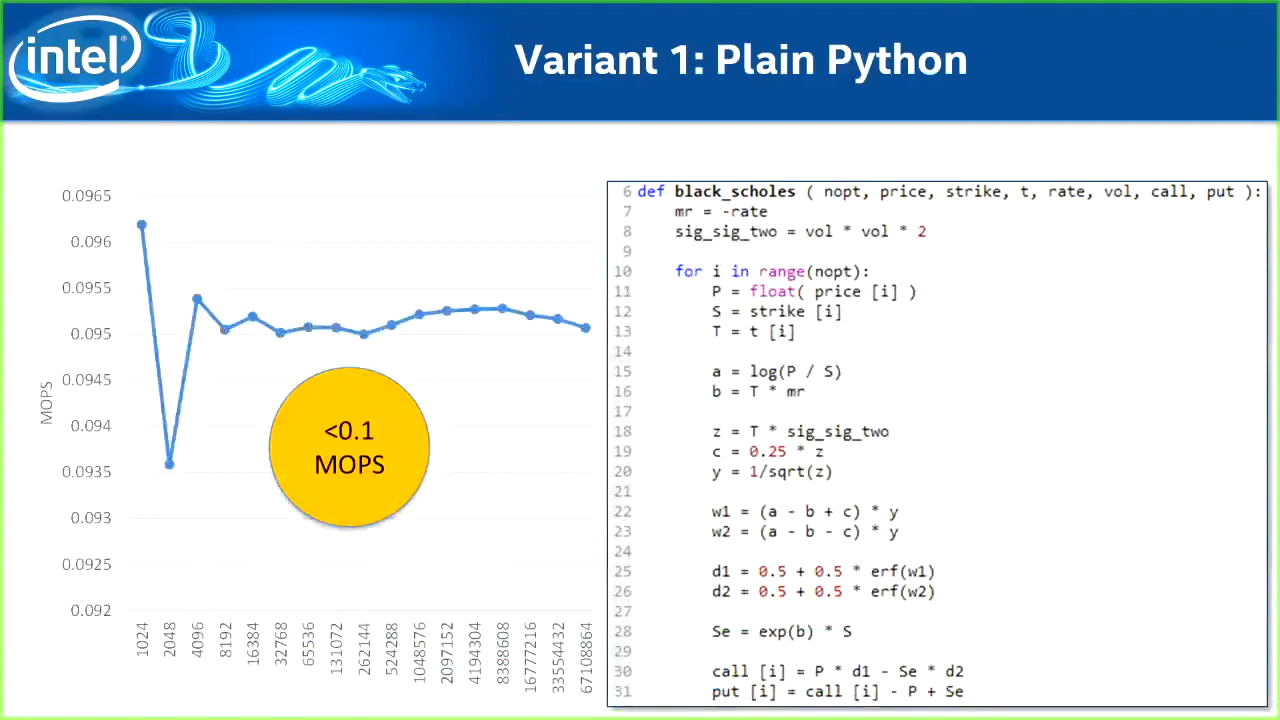 intel®
Variant 1: Plain Python
0.0965
0.096
0.0955
0.095
0.0945
0.094
0.0935
0.093
0.0925
0.092
MOPS
<0.1
MOPS
1024
2048
4096
8192
16384
32768
65536
131072
262144
524288
1048576
2097152
4194304
8388608
16777216
33554432
67108864
6 def black_scholes ( nopt, price, strike, t, rate, vol, call, put ):
7 mr = -rate
8 sig_sig_two = vol * vol * 2
9
10 for i in range(nopt):
11 P = float( price [i] )
12 S = strike [i]
13 T = t [i]
14
15 a = log(P / S)
16 b = T * mr
17
18 z = T * sig_sig_two
19 c = 0.25 * z
20 y = 1/sqrt(z)
21
22 w1 = (a - b + c) * y
23 w2 = (a - b - c) * y
24
25 d1 = 0.5 + 0.5 * erf(w1)
26 d2 = 0.5 + 0.5 * erf(w2)
27
28 Se = exp(b) * S
29
30 call [i] = P * d1 - Se * d2
31 put [i] = call [i] - P + Se